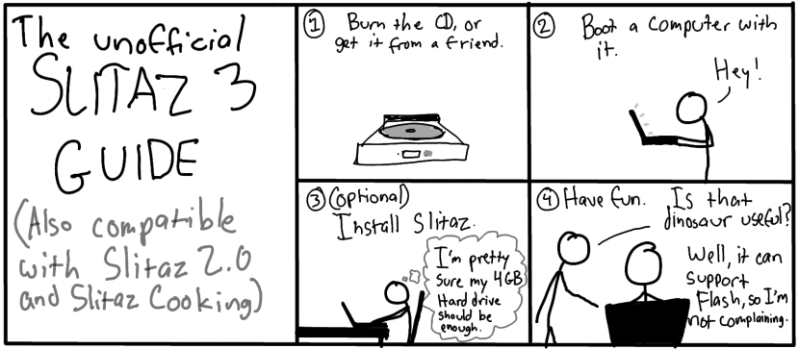 The unofficial
SLITAZ 3
GUIDE
(Also compatible
with Slitaz 2.0
and Slitaz Cooking)
1 Burn the CD, or
get it from a friend.
2 Boot a computer with
it.
Hey!
3 (optional)
Install Slitaz.
I'm pretty
sure my 4GB
Hard drive
should be
enough.
4 Have fun.
Is that
dinosaur useful?
Well, it can
support
Flash, so I'm
not complaining.